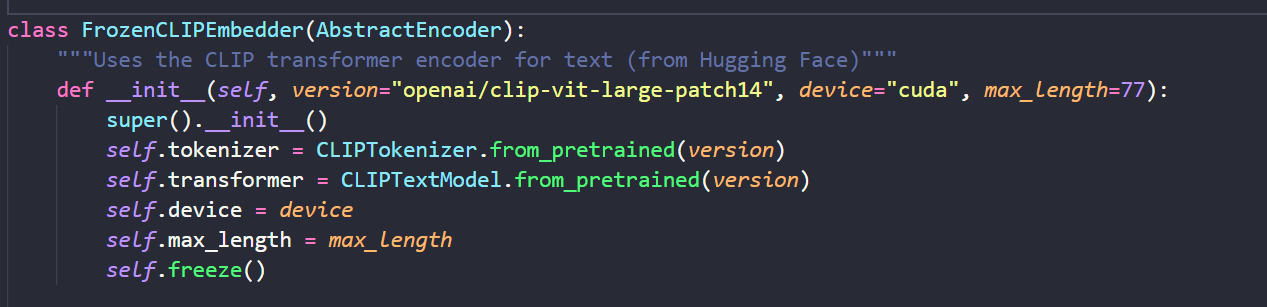 class FrozenCLIPEmbedder(AbstractEncoder):
    """Uses the CLIP transformer encoder for text (from Hugging Face)"""
    def __init__(self, version="openai/clip-vit-large-patch14", device="cuda", max_length=77):
        super().__init__()
        self.tokenizer = CLIPTokenizer.from_pretrained(version)
        self.transformer = CLIPTextModel.from_pretrained(version)
        self.device = device
        self.max_length = max_length
        self.freeze()